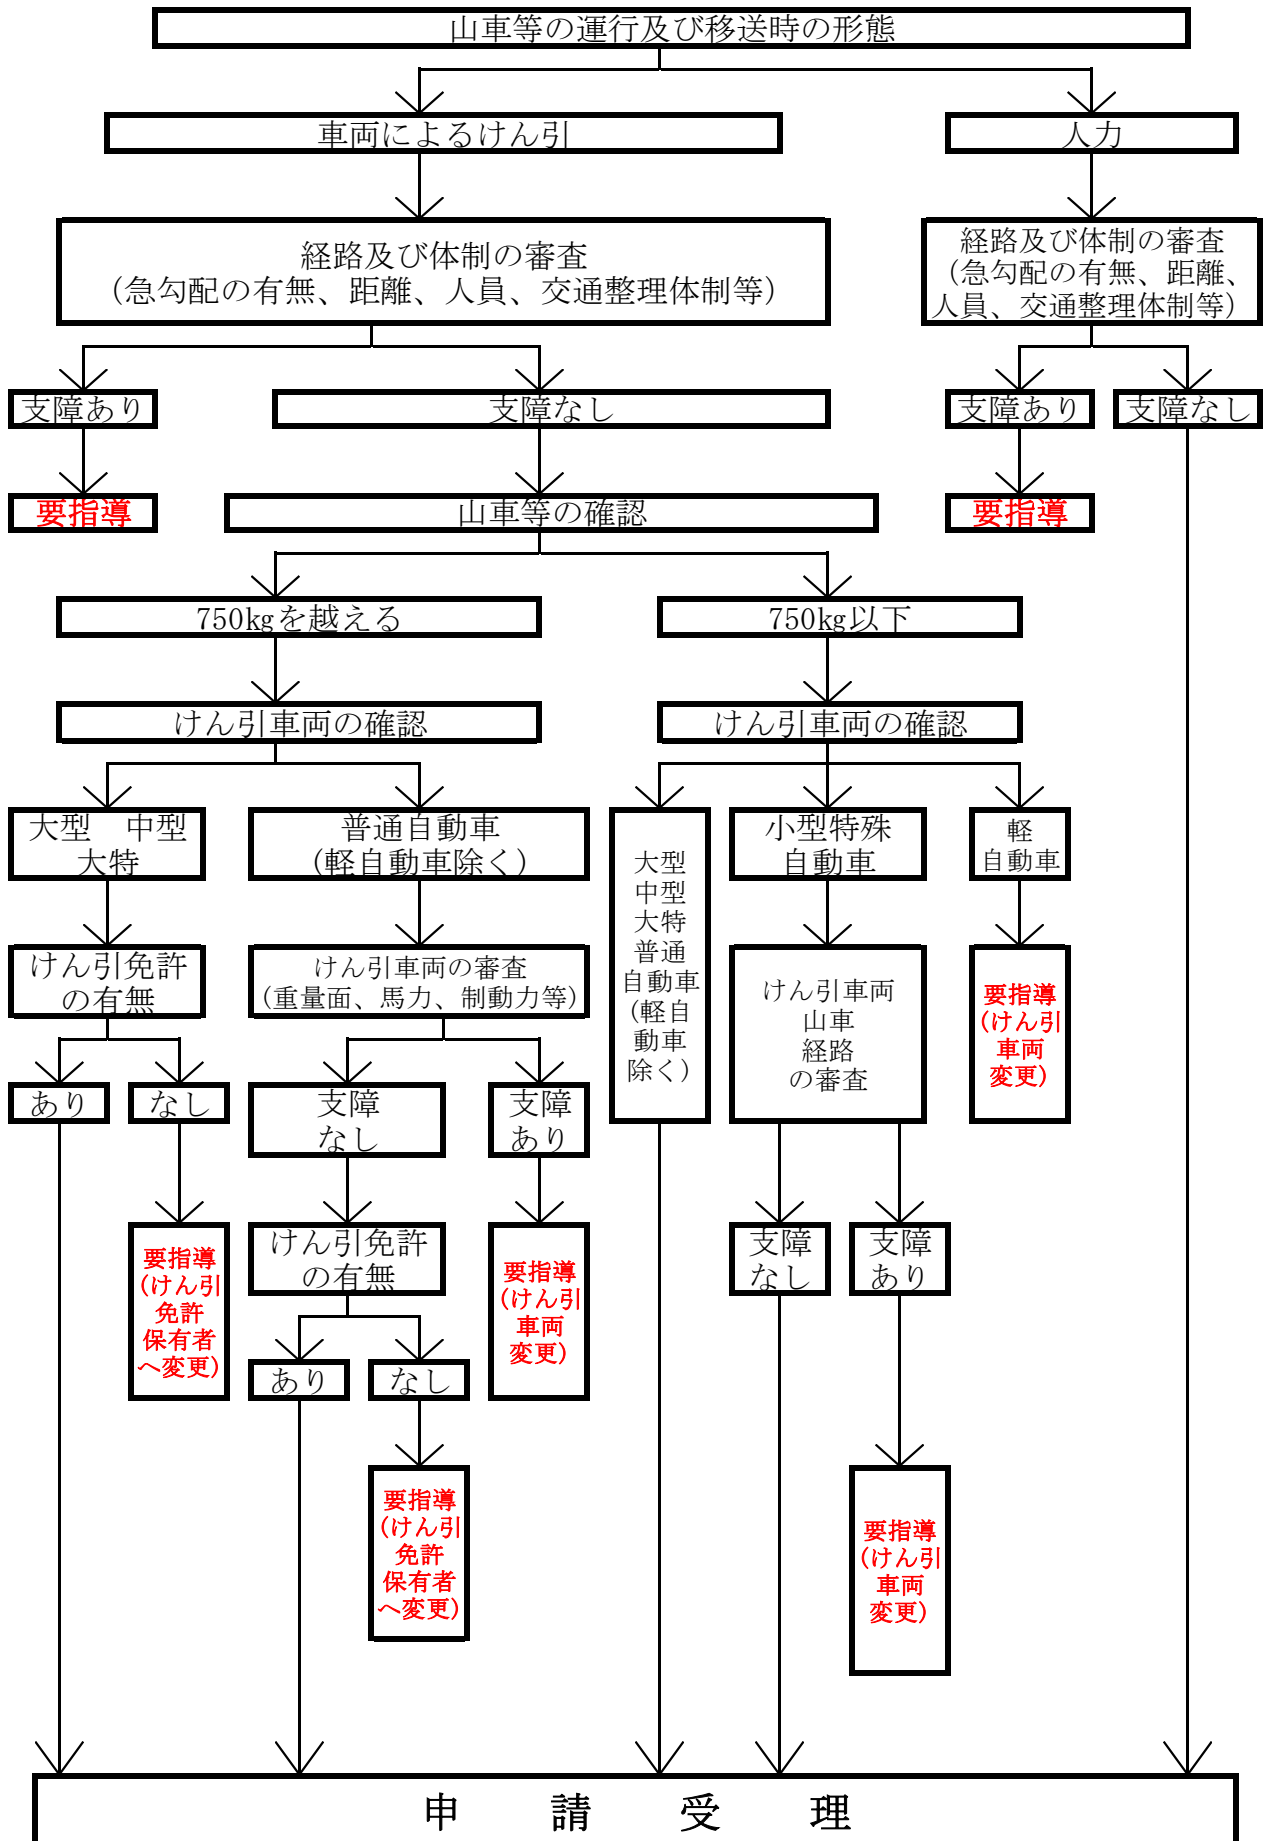 山車等の運行及び移送時の形態
車両によるけん引
人力
経路及び体制の審査
（急勾配の有無、距離、人員、交通整理体制等）
経路及び体制の審査
（急勾配の有無、距離、
人員、交通整理体制等）
支障あり
支障なし
支障あり
支障なし
要指導
山車等の確認
要指導
750kgを越える
750kg以下
けん引車両の確認
けん引車両の確認
大型　中型
大特
普通自動車
（軽自動車除く）
大型
中型
大特
普通
自動車
（軽自
動車
除く）
小型特殊
自動車
軽
自動車
けん引免許
の有無
けん引車両の審査
（重量面、馬力、制動力等）
けん引車両
山車
経路
の審査
要指導
（けん引
車両
変更）
あり
なし
支障
なし
支障
あり
要指導
（けん引
免許
保有者
へ変更）
けん引免許
の有無
要指導
（けん引
車両
変更）
支障
なし
支障
あり
あり
なし
要指導
（けん引
免許
保有者
へ変更）
要指導
（けん引
車両
変更）
申　請　受　理